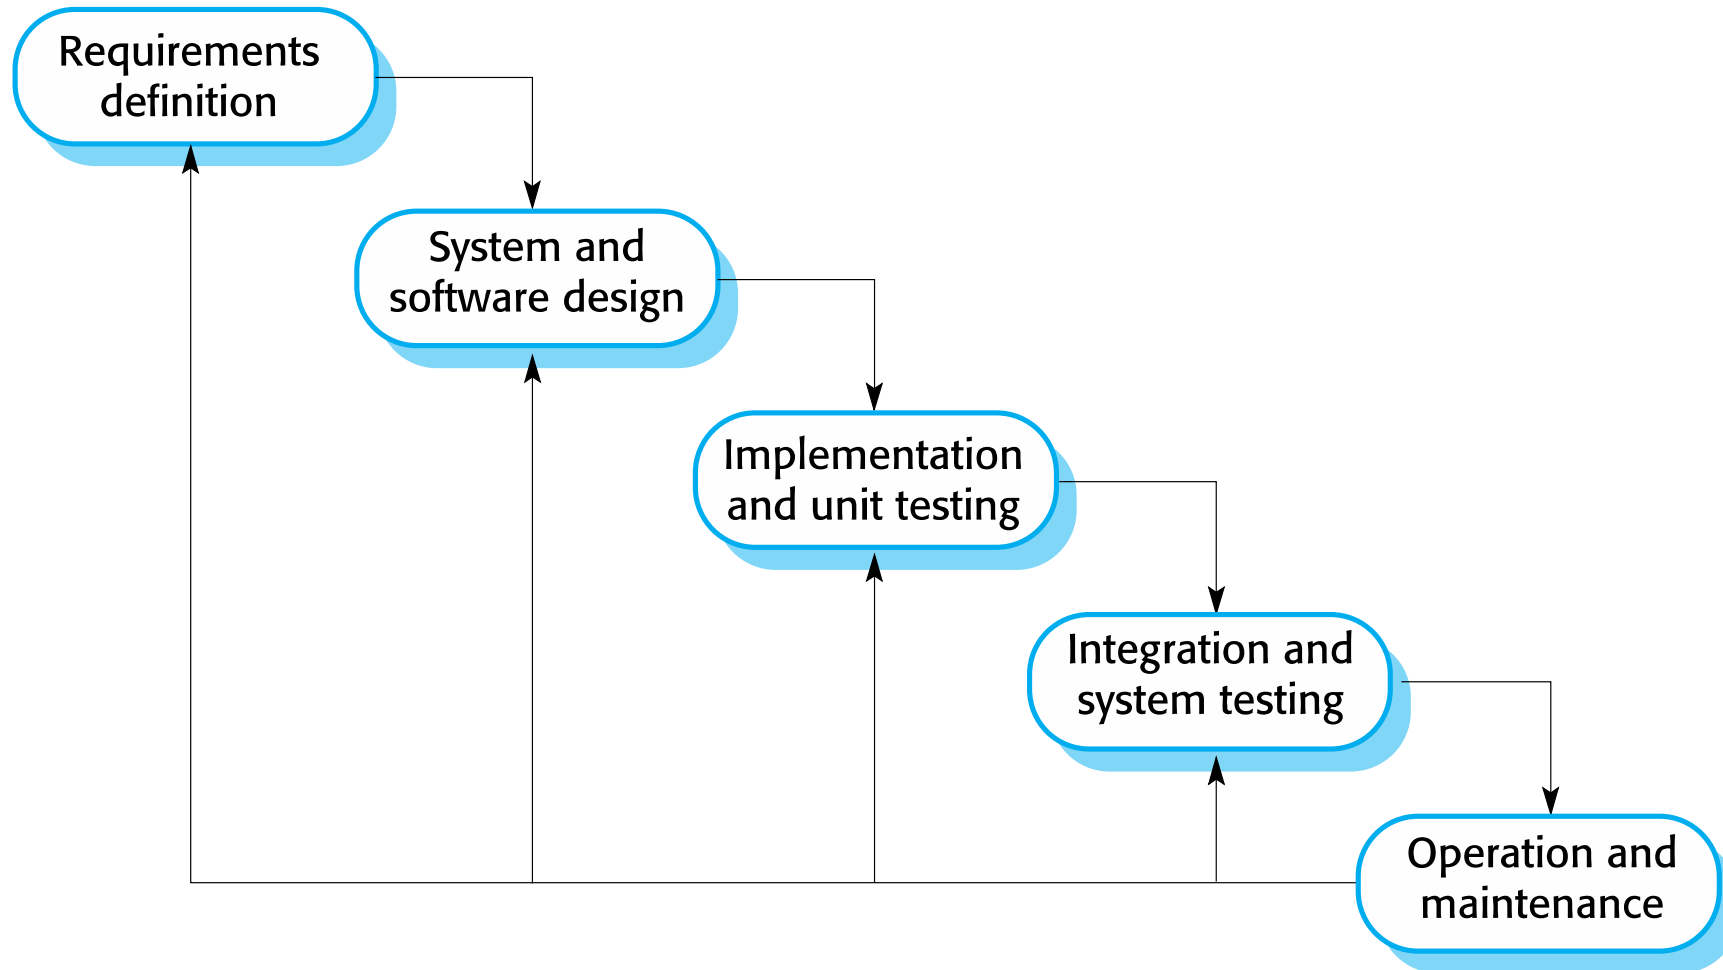 Requirements
definition
System and
software design
Implementation
and unit testing
Integration and
system testing
Operation and
maintenance